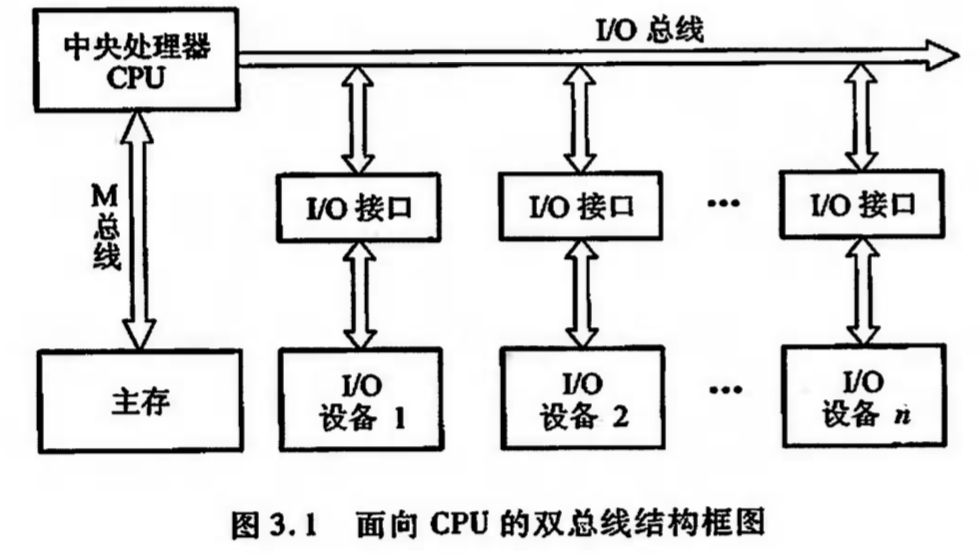 中央处理器
CPU
I/O 总线
M
总
线
I/O 接口
I/O 接口
···
I/O 接口
主存
I/O
设备 1
I/O
设备 2
···
I/O
设备 n
图 3.1 面向 CPU 的双总线结构框图